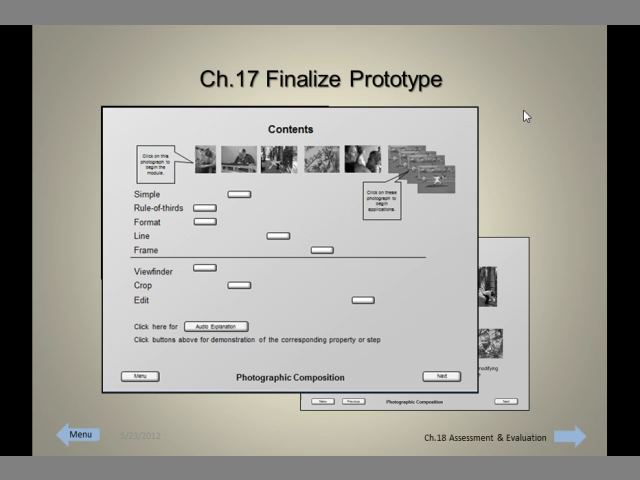 Ch.17 Finalize Prototype
Contents
Click on this
photograph to
begin the
module.
Click on these
photograph to
begin
applications.
Simple
Rule-of-thirds
Format
Line
Frame
Viewfinder
Crop
Edit
Click here for
Audio Explanation
Click buttons above for demonstration of the corresponding property or step
Menu
Photographic Composition
Next
modifying
Menu
Previous
Photographic Composition
Next
Menu
5/23/2012
Ch.18 Assessment & Evaluation